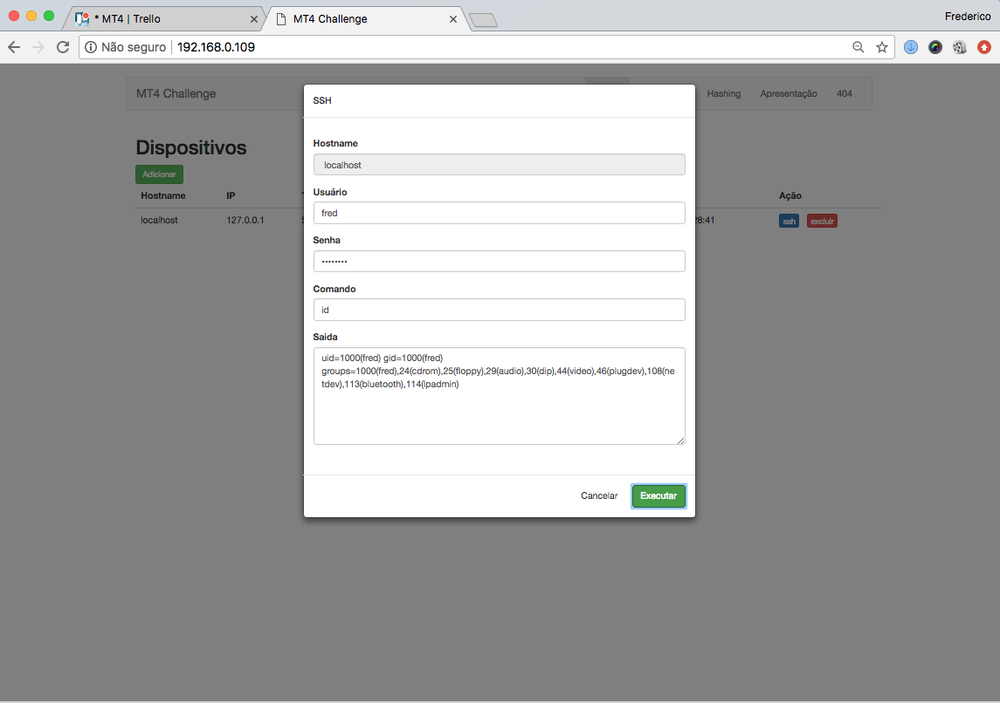 * MT4 | Trello
MT4 Challenge
Frederico
Não seguro
192.168.0.109
MT4 Challenge
Hashing
Apresentação
404
Dispositivos
Adicionar
Hostname
IP
Ação
localhost
127.0.0.1
28:41
ssh
excluir
SSH
Hostname
localhost
Usuário
fred
Senha
••••••••
Comando
id
Saida
uid=1000(fred) gid=1000(fred)
groups=1000(fred),24(cdrom),25(floppy),29(audio),30(dip),44(video),46(plugdev),108(ne
tdev),113(bluetooth),114(lpadmin)
Cancelar
Executar